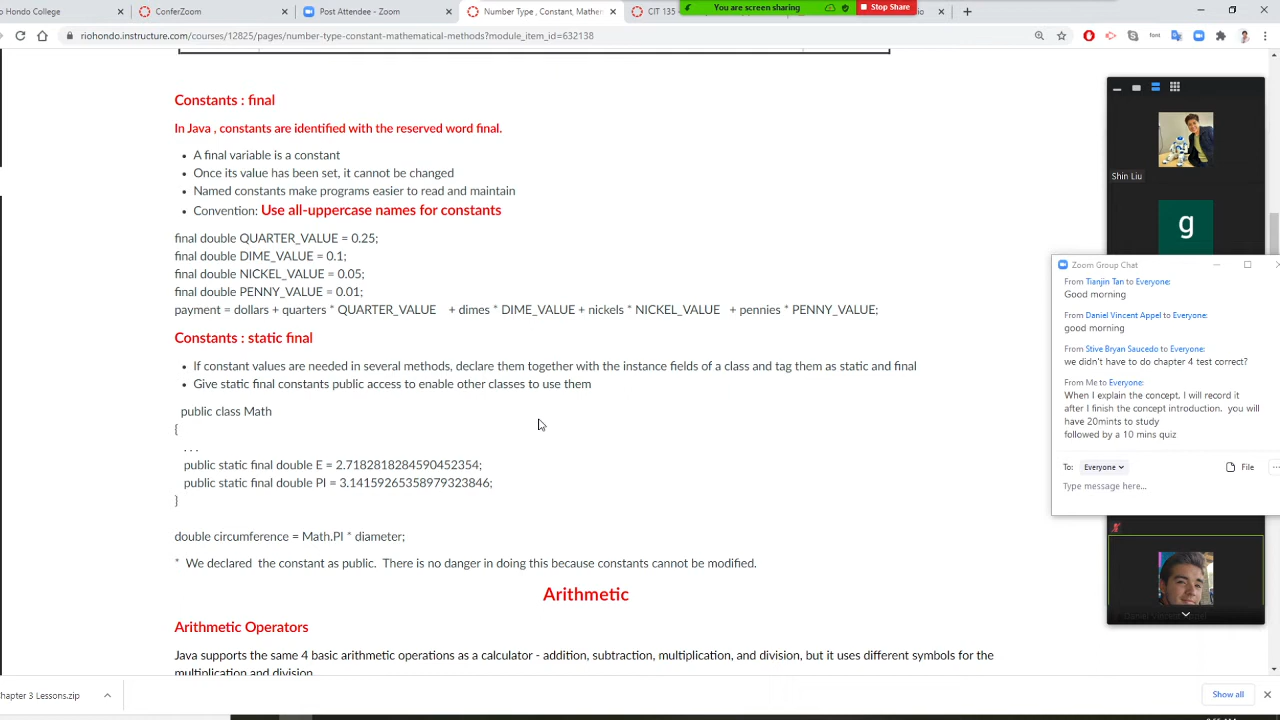 o Hondo College
ConferZoom
Post Attendee - Zoom
Number Type , Constant, Mathem
CIT 135 -
You are screen sharing
Stop Share
riohondo.instructure.com/courses/12825/pages/number-type-constant-mathematical-methods?module_item_id=632138
Constants : final
In Java , constants are identified with the reserved word final.
• A final variable is a constant
• Once its value has been set, it cannot be changed
• Named constants make programs easier to read and maintain
• Convention: Use all-uppercase names for constants
final double QUARTER_VALUE = 0.25;
final double DIME_VALUE = 0.1;
final double NICKEL_VALUE = 0.05;
final double PENNY_VALUE = 0.01;
payment = dollars + quarters * QUARTER_VALUE + dimes * DIME_VALUE + nickels * NICKEL_VALUE + pennies * PENNY_VALUE;
Constants : static final
• If constant values are needed in several methods, declare them together with the instance fields of a class and tag them as static and final
• Give static final constants public access to enable other classes to use them
public class Math
{
. . .
public static final double E = 2.7182818284590452354;
public static final double PI = 3.14159265358979323846;
}
double circumference = Math.PI * diameter;
* We declared the constant as public. There is no danger in doing this because constants cannot be modified.
Arithmetic
Arithmetic Operators
Java supports the same 4 basic arithmetic operations as a calculator - addition, subtraction, multiplication, and division, but it uses different symbols for the
multiplication and division
Shin Liu
g
Zoom Group Chat
From Tianjin Tan to Everyone:
Good morning
From Daniel Vincent Appel to Everyone:
good morning
From Stive Bryan Saucedo to Everyone:
we didn't have to do chapter 4 test correct?
From Me to Everyone:
When I explain the concept, I will record it
after I finish the concept introduction. you will
have 20mints to study
followed by a 10 mins quiz
To: Everyone
File
Type message here...
hapter 3 Lessons.zip
Show all